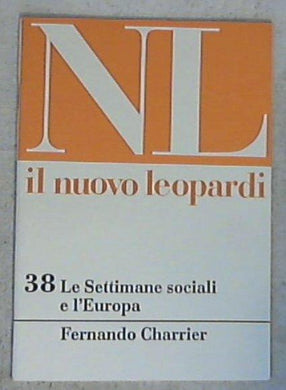 NL
il nuovo leopardi
38 Le Settimane sociali
e l'Europa
Fernando Charrier